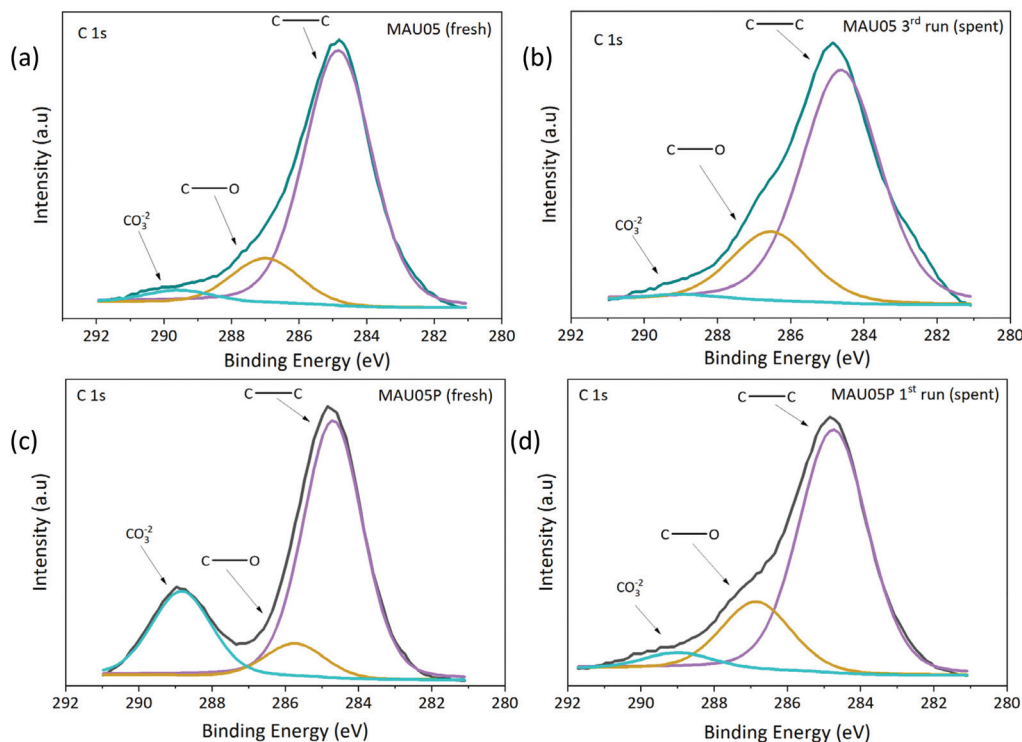 (a)
C 1s
C — C
MAU05 (fresh)
C — O
CO₃⁻²
Intensity (a.u)
292 290 288 286 284 282 280
Binding Energy (eV)
(b)
C 1s
C — C
MAU05 3ʳᵈ run (spent)
C — O
CO₃⁻²
Intensity (a.u)
292 290 288 286 284 282 280
Binding Energy (eV)
(c)
C 1s
C — C
MAU05P (fresh)
CO₃⁻²
C — O
Intensity (a.u)
292 290 288 286 284 282 280
Binding Energy (eV)
(d)
C 1s
C — C
MAU05P 1ˢᵗ run (spent)
C — O
CO₃⁻²
Intensity (a.u)
292 290 288 286 284 282 280
Binding Energy (eV)